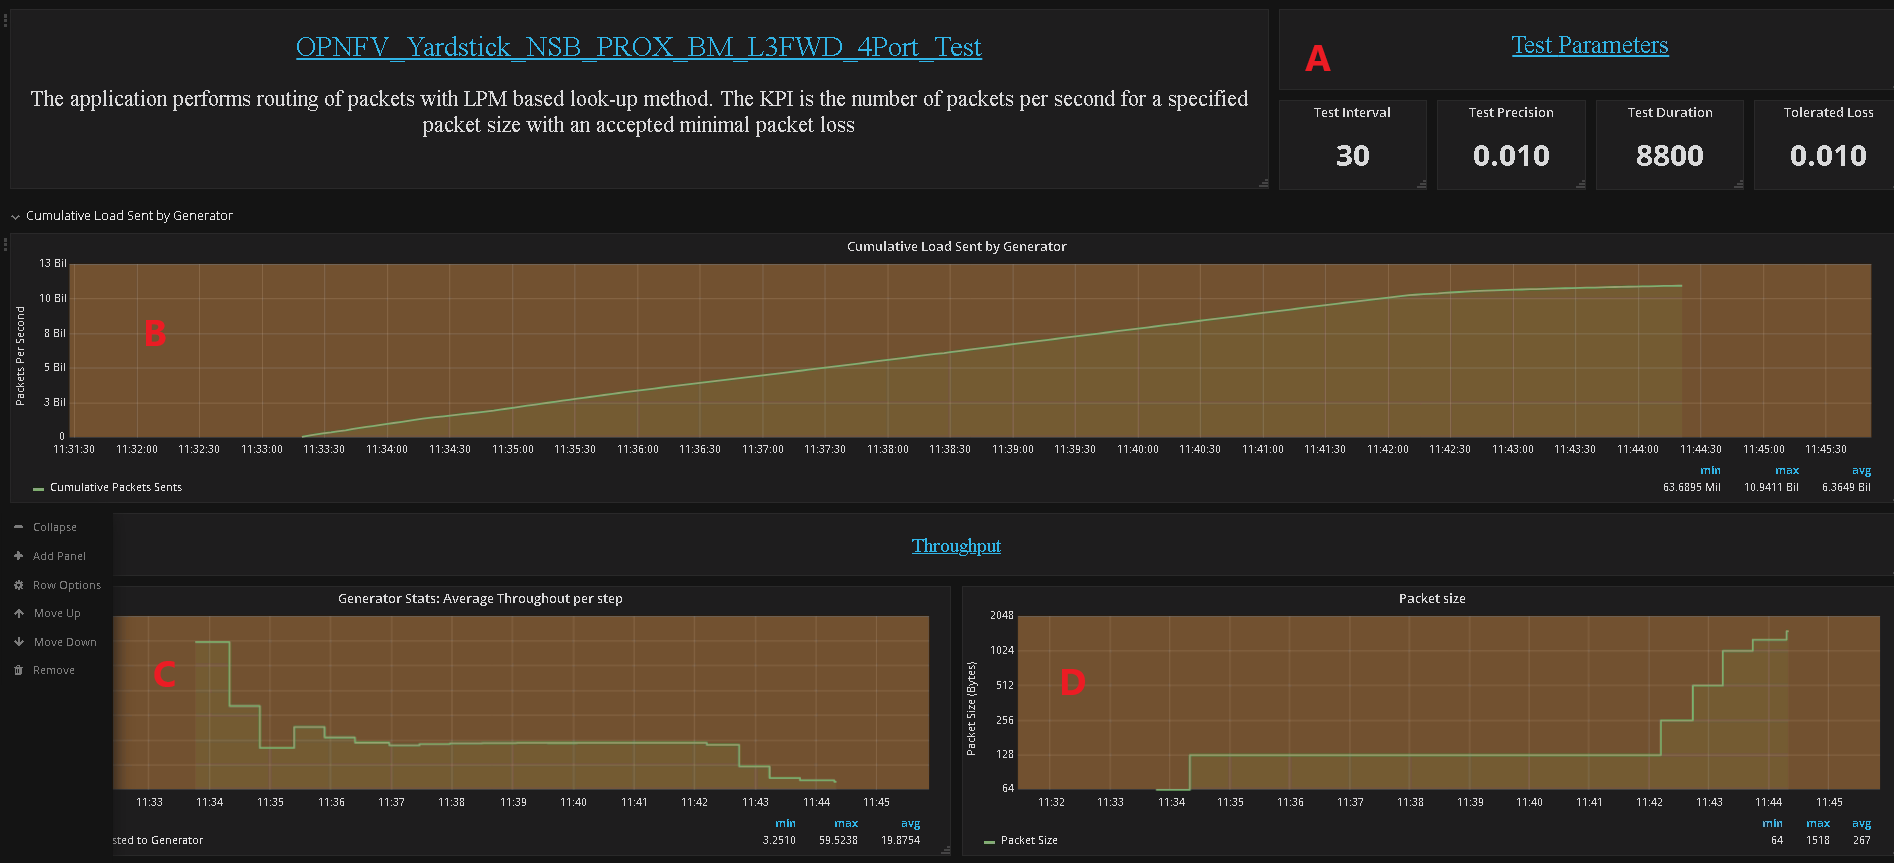 OPNFV_Yardstick_NSB_PROX_BM_L3FWD_4Port_Test
The application performs routing of packets with LPM based look-up method. The KPI is the number of packets per second for a specified
packet size with an accepted minimal packet loss
A
Test Parameters
Test Interval
30
Test Precision
0.010
Test Duration
8800
Tolerated Loss
0.010
Cumulative Load Sent by Generator
Cumulative Load Sent by Generator
Packets Per Second
13 Bil
10 Bil
8 Bil
5 Bil
3 Bil
0
B
11:31:30 11:32:00 11:32:30 11:33:00 11:33:30 11:34:00 11:34:30 11:35:00 11:35:30 11:36:00 11:36:30 11:37:00 11:37:30 11:38:00 11:38:30 11:39:00 11:39:30 11:40:00 11:40:30 11:41:00 11:41:30 11:42:00 11:42:30 11:43:00 11:43:30 11:44:00 11:44:30 11:45:00 11:45:30
min max avg
Cumulative Packets Sents 63.6895 Mil 10.9411 Bil 6.3649 Bil
Collapse
Add Panel
Row Options
Move Up
Move Down
Remove
Throughput
Generator Stats: Average Throughout per step
C
11:33 11:34 11:35 11:36 11:37 11:38 11:39 11:40 11:41 11:42 11:43 11:44 11:45
min max avg
sted to Generator 3.2510 59.5238 19.8754
Packet size
Packet Size (Bytes)
2048
1024
512
256
128
64
D
11:32 11:33 11:34 11:35 11:36 11:37 11:38 11:39 11:40 11:41 11:42 11:43 11:44 11:45
min max avg
Packet Size 64 1518 267